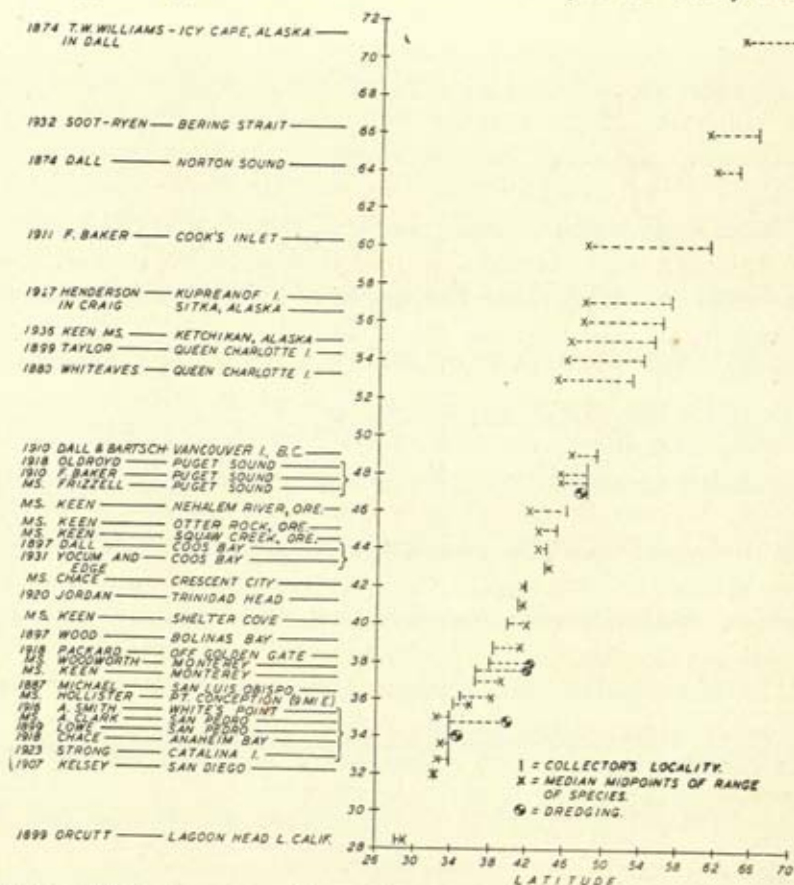 1874 T.W. WILLIAMS - ICY CAPE, ALASKA
IN DALL
1932 SOOT-RYEN BERING STRAIT
1874 DALL NORTON SOUND
1911 F. BAKER COOK'S INLET
HENDERSON KUPREANOF I.
IN CRAIG SITKA, ALASKA
1936 KEEN MS. KETCHIKAN, ALASKA
1899 TAYLOR QUEEN CHARLOTTE I.
WHITEAVES QUEEN CHARLOTTE I.
1910 DALL & BARTSCH - VANCOUVER I., B.C.
1918 OLDROYD PUGET SOUND
1910 F. BAKER PUGET SOUND
MS. FRIZZELL PUGET SOUND
MS. KEEN NEHALEM RIVER, ORE.
MS. KEEN OTTER ROCK, ORE.
MS. KEEN SQUAW CREEK, ORE.
1897 DALL COOS BAY
1931 YOCUM AND COOS BAY
EDGE
MS. CHACE CRESCENT CITY
1920 JORDAN TRINIDAD HEAD
MS. KEEN SHELTER COVE
1897 WOOD BOLINAS BAY
1918 PACKARD OFF GOLDEN GATE
MS. WOODWORTH MONTEREY
MS. KEEN MONTEREY
1887 MICHAEL SAN LUIS OBISPO
MS. HOLLISTER PT. CONCEPTION (9 MI E)
1916 A. SMITH WHITE'S POINT
MS. A. CLARK SAN PEDRO
1899 LOWE SAN PEDRO
1918 CHACE ANAHEIM BAY
1923 STRONG CATALINA I.
(1907 KELSEY SAN DIEGO
1899 ORCUTT LAGOON HEAD L. CALIF.
72
70
68
66
64
62
60
58
56
54
52
50
48
46
44
42
40
38
36
34
32
30
28
I = COLLECTOR'S LOCALITY.
X = MEDIAN MIDPOINTS OF RANGE
OF SPECIES.
= DREDGING.
26 30 34 38 42 46 50 54 58 62 66 70
LATITUDE